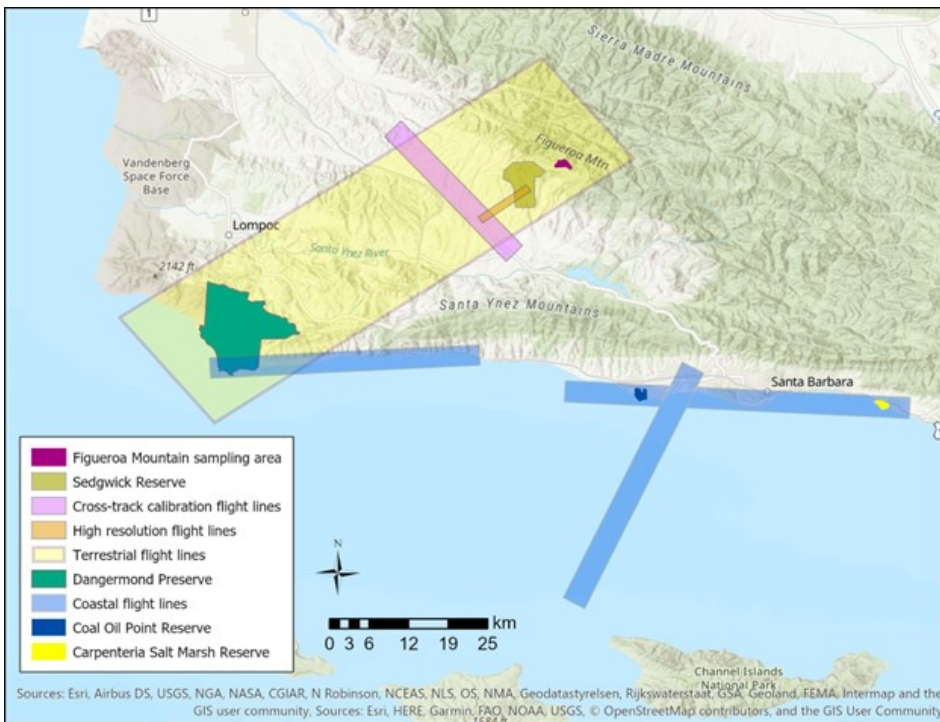 1
Sierra Madre Mountains
Figueroa Mtn
Vandenberg
Space Force
Base
Lompoc
Santa Ynez River
2142 ft
Santa Ynez Mountains
Santa Barbara
Figueroa Mountain sampling area
Sedgwick Reserve
Cross-track calibration flight lines
High resolution flight lines
Terrestrial flight lines
Dangermond Preserve
Coastal flight lines
Coal Oil Point Reserve
Carpenteria Salt Marsh Reserve
N
km
0 3 6 12 19 25
Channel Islands
National Park
Sources: Esri, Airbus DS, USGS, NGA, NASA, CGIAR, N Robinson, NCEAS, NLS, OS, NMA, Geodatastyrelsen, Rijkswaterstaat, GSA, Geoland, FEMA, Intermap and the
GIS user community, Sources: Esri, HERE, Garmin, FAO, NOAA, USGS, © OpenStreetMap contributors, and the GIS User Community